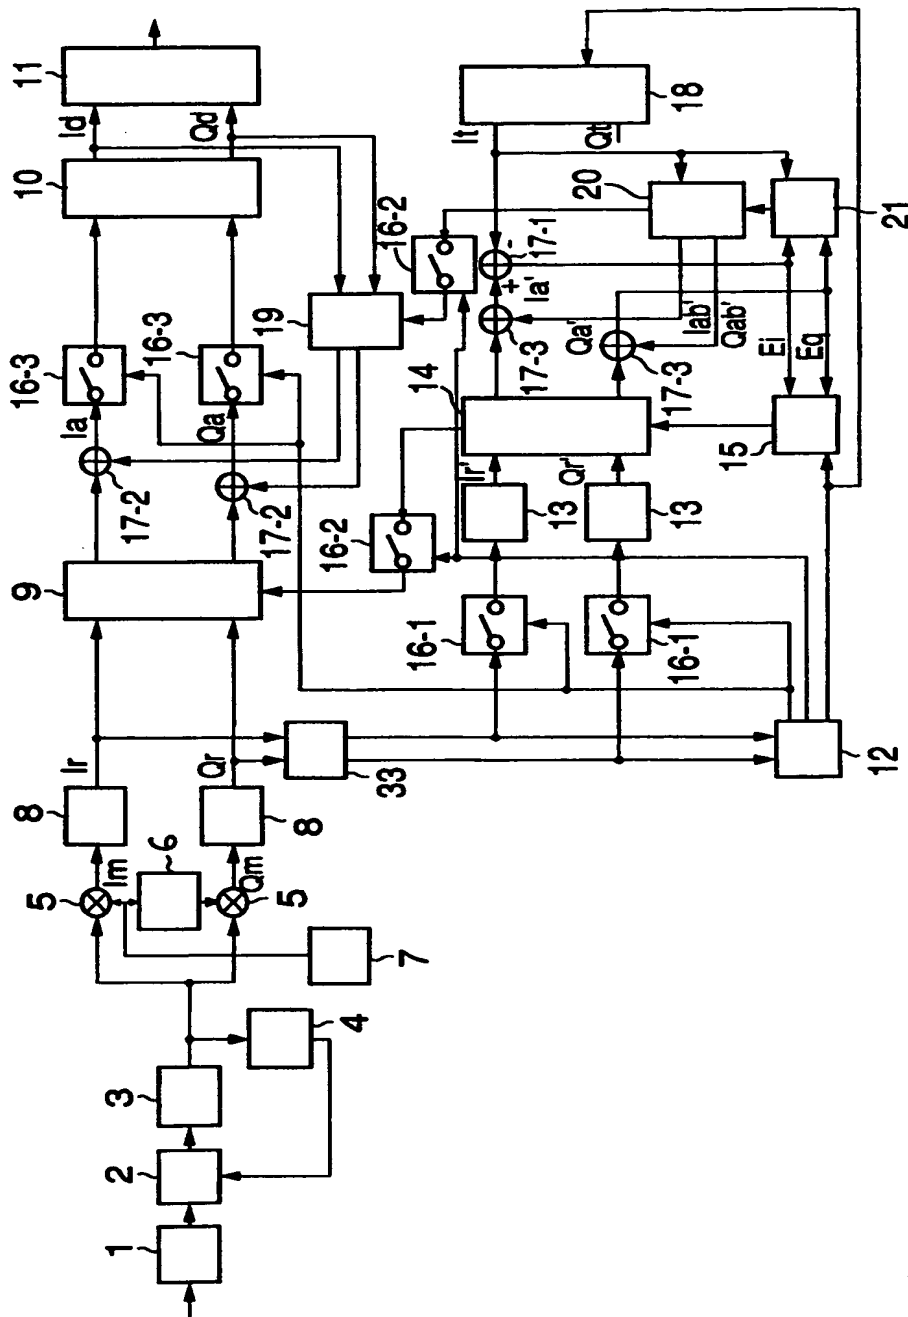 1
2
3
4
5
5
6
7
Im
Qm
8
8
Ir
Qr
33
9
17-2
17-2
Ia
Qa
16-3
16-3
10
Id
Qd
11
19
16-2
16-2
12
16-1
16-1
13
13
Ir'
Qr'
14
15
17-3
17-3
Qa'
Ia'
+
-
17-1
Iab'
Qab'
Ei
Eq
20
21
It
Qt
18